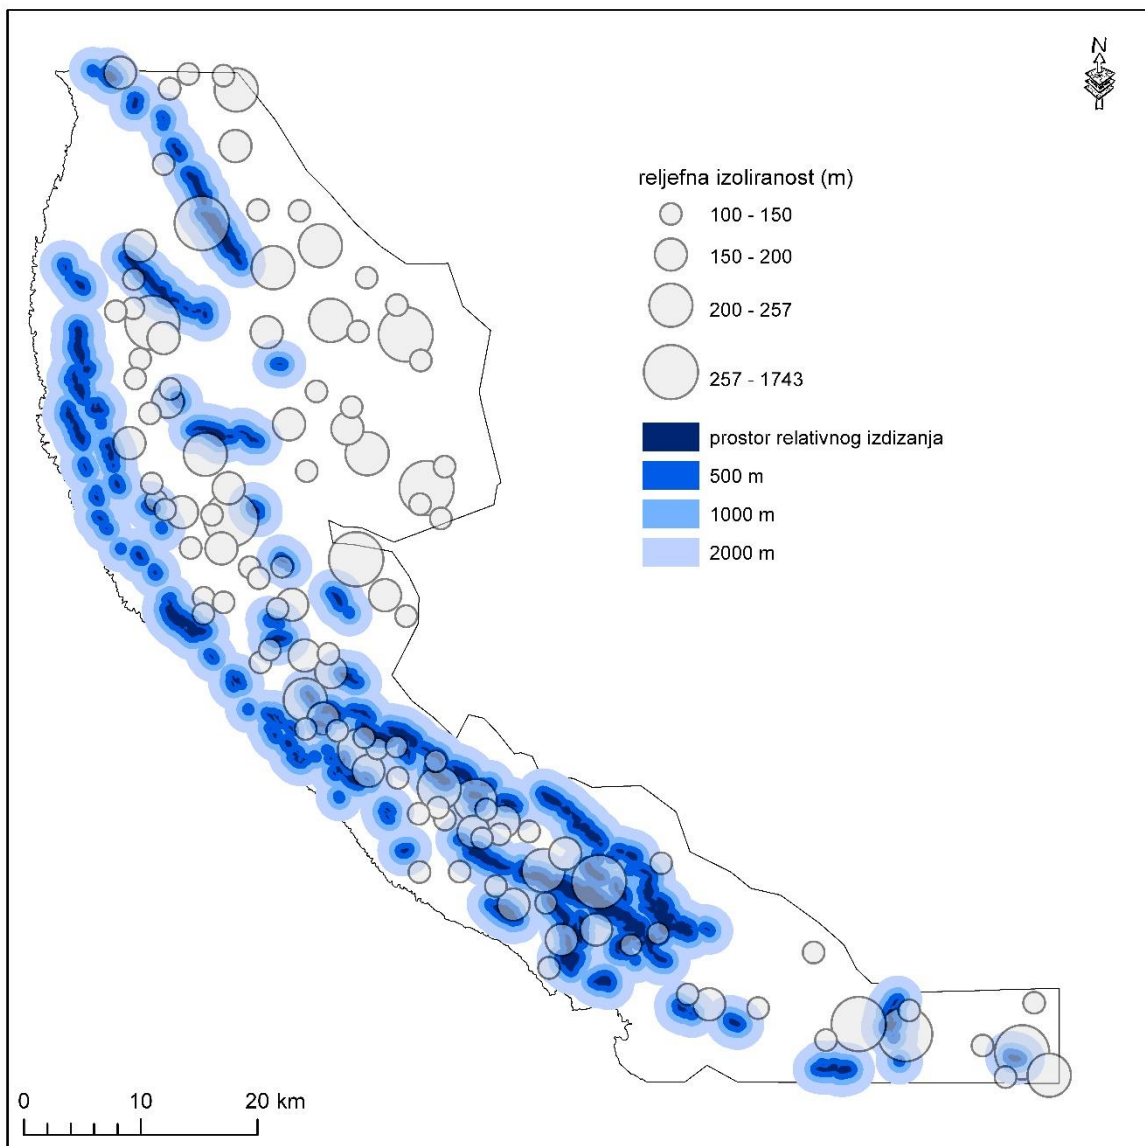 N
reljefna izoliranost (m)
100 - 150
150 - 200
200 - 257
257 - 1743
prostor relativnog izdizanja
500 m
1000 m
2000 m
0 10 20 km